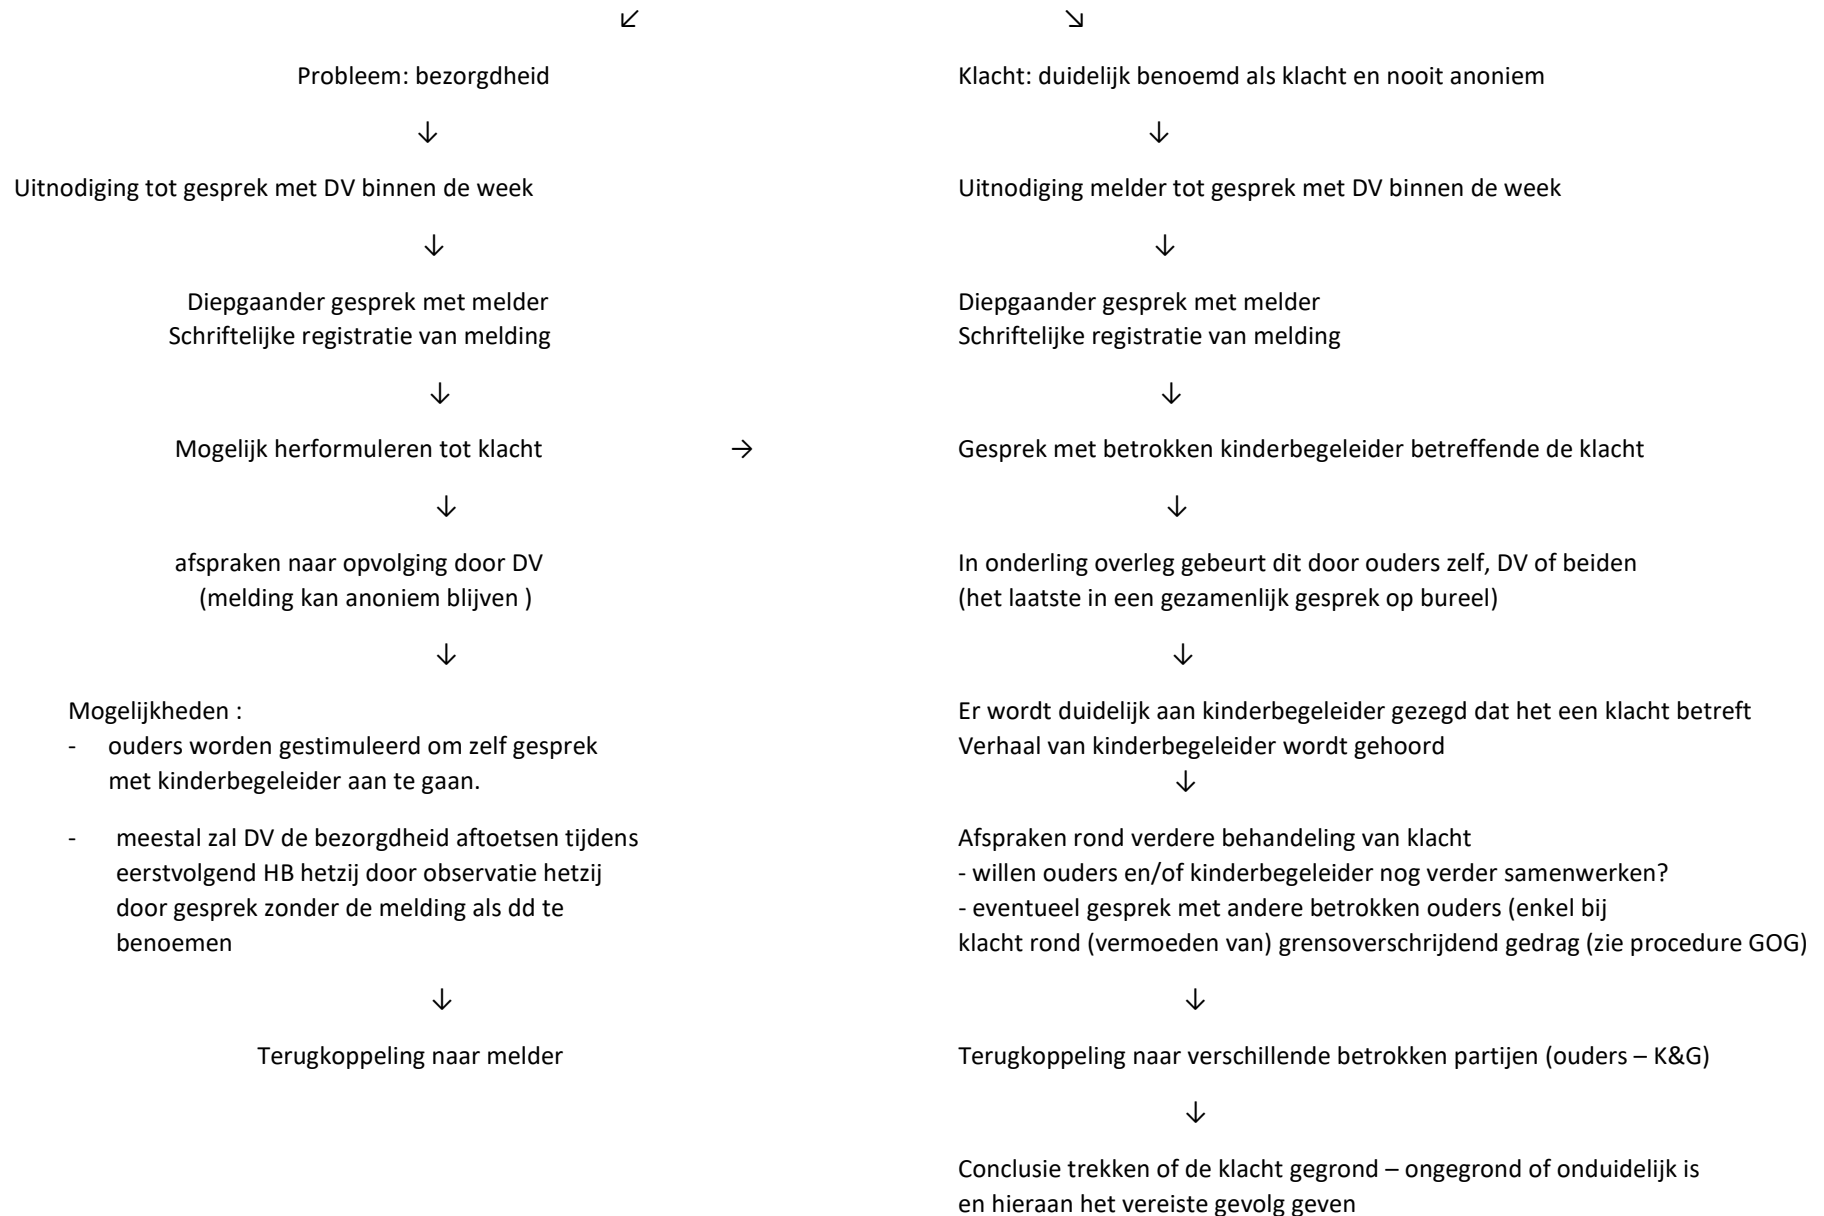 ↙ ↘
Probleem: bezorgdheid
↓
Uitnodiging tot gesprek met DV binnen de week
↓
Diepgaander gesprek met melder
Schriftelijke registratie van melding
↓
Mogelijk herformuleren tot klacht →
↓
afspraken naar opvolging door DV
(melding kan anoniem blijven )
↓
Mogelijkheden :
- ouders worden gestimuleerd om zelf gesprek
met kinderbegeleider aan te gaan.
- meestal zal DV de bezorgdheid aftoetsen tijdens
eerstvolgend HB hetzij door observatie hetzij
door gesprek zonder de melding als dd te
benoemen
↓
Terugkoppeling naar melder
Klacht: duidelijk benoemd als klacht en nooit anoniem
↓
Uitnodiging melder tot gesprek met DV binnen de week
↓
Diepgaander gesprek met melder
Schriftelijke registratie van melding
↓
Gesprek met betrokken kinderbegeleider betreffende de klacht
↓
In onderling overleg gebeurt dit door ouders zelf, DV of beiden
(het laatste in een gezamenlijk gesprek op bureel)
↓
Er wordt duidelijk aan kinderbegeleider gezegd dat het een klacht betreft
Verhaal van kinderbegeleider wordt gehoord
↓
Afspraken rond verdere behandeling van klacht
- willen ouders en/of kinderbegeleider nog verder samenwerken?
- eventueel gesprek met andere betrokken ouders (enkel bij
klacht rond (vermoeden van) grensoverschrijdend gedrag (zie procedure GOG)
↓
Terugkoppeling naar verschillende betrokken partijen (ouders – K&G)
↓
Conclusie trekken of de klacht gegrond – ongegrond of onduidelijk is
en hieraan het vereiste gevolg geven